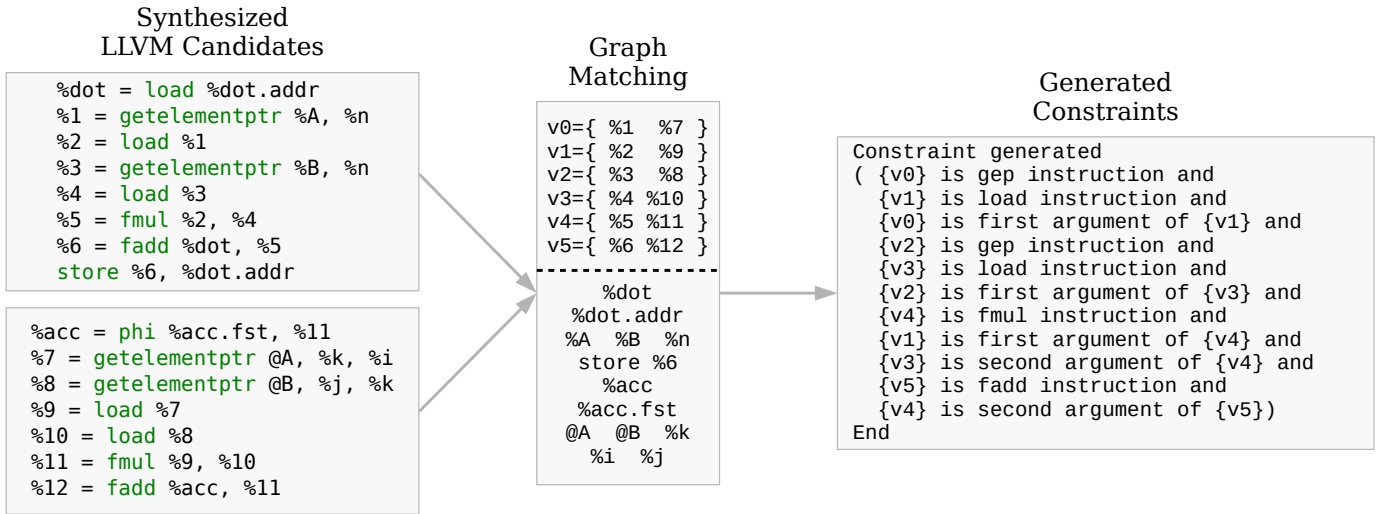 Synthesized
LLVM Candidates
%dot = load %dot.addr
%1 = getelementptr %A, %n
%2 = load %1
%3 = getelementptr %B, %n
%4 = load %3
%5 = fmul %2, %4
%6 = fadd %dot, %5
store %6, %dot.addr
%acc = phi %acc.fst, %11
%7 = getelementptr @A, %k, %i
%8 = getelementptr @B, %j, %k
%9 = load %7
%10 = load %8
%11 = fmul %9, %10
%12 = fadd %acc, %11
Graph
Matching
v0={ %1 %7 }
v1={ %2 %9 }
v2={ %3 %8 }
v3={ %4 %10 }
v4={ %5 %11 }
v5={ %6 %12 }
%dot
%dot.addr
%A %B %n
store %6
%acc
%acc.fst
@A @B %k
%i %j
Generated
Constraints
Constraint generated
( {v0} is gep instruction and
{v1} is load instruction and
{v0} is first argument of {v1} and
{v2} is gep instruction and
{v3} is load instruction and
{v2} is first argument of {v3} and
{v4} is fmul instruction and
{v1} is first argument of {v4} and
{v3} is second argument of {v4} and
{v5} is fadd instruction and
{v4} is second argument of {v5})
End